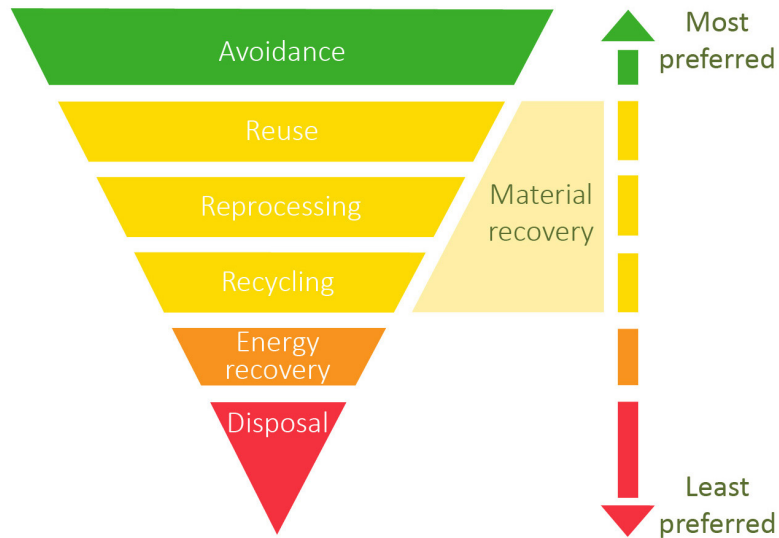 Avoidance
Reuse
Reprocessing
Recycling
Energy
recovery
Disposal
Material
recovery
Most
preferred
Least
preferred